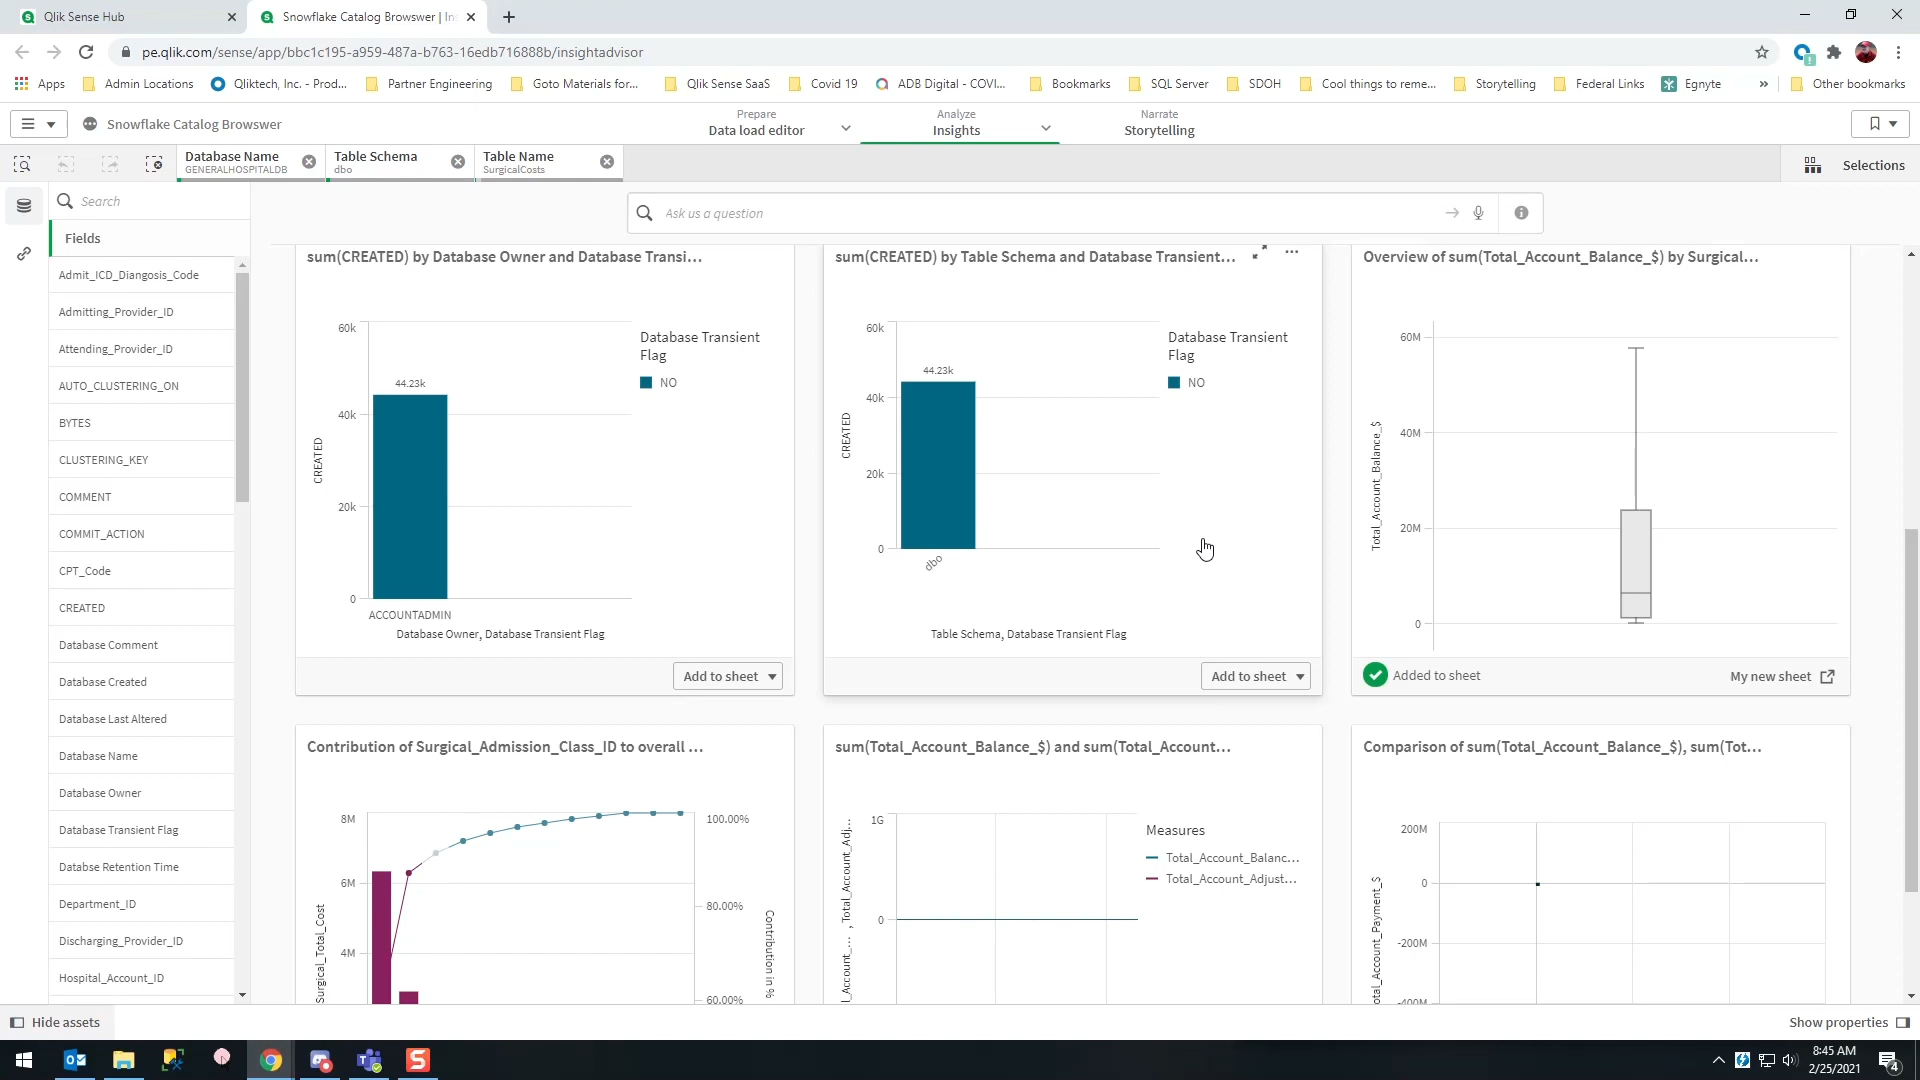 Qlik Sense Hub
Snowflake Catalog Browswer | In
pe.qlik.com/sense/app/bbc1c195-a959-487a-b763-16edb716888b/insightadvisor
Apps
Admin Locations
Qliktech, Inc. - Prod...
Partner Engineering
Goto Materials for...
Qlik Sense SaaS
Covid 19
ADB Digital - COVI...
Bookmarks
SQL Server
SDOH
Cool things to reme...
Storytelling
Federal Links
Egnyte
»
Other bookmarks
Snowflake Catalog Browswer
Prepare
Data load editor
Analyze
Insights
Narrate
Storytelling
Database Name
GENERALHOSPITALDB
Table Schema
dbo
Table Name
SurgicalCosts
Selections
Search
Ask us a question
Fields
Admit_ICD_Diangosis_Code
Admitting_Provider_ID
Attending_Provider_ID
AUTO_CLUSTERING_ON
BYTES
CLUSTERING_KEY
COMMENT
COMMIT_ACTION
CPT_Code
CREATED
Database Comment
Database Created
Database Last Altered
Database Name
Database Owner
Database Transient Flag
Databse Retention Time
Department_ID
Discharging_Provider_ID
Hospital_Account_ID
sum(CREATED) by Database Owner and Database Transi...
60k
40k
20k
0
CREATED
44.23k
ACCOUNTADMIN
Database Owner, Database Transient Flag
Database Transient
Flag
NO
Add to sheet
sum(CREATED) by Table Schema and Database Transient...
60k
40k
20k
0
CREATED
44.23k
dbo
Table Schema, Database Transient Flag
Database Transient
Flag
NO
Add to sheet
Overview of sum(Total_Account_Balance_$) by Surgical...
60M
40M
20M
0
Total_Account_Balance_$
Added to sheet
My new sheet
Contribution of Surgical_Admission_Class_ID to overall ...
8M
6M
4M
Surgical_Total_Cost
100.00%
80.00%
60.00%
Contribution in %
sum(Total_Account_Balance_$) and sum(Total_Account...
1G
0
l_Account_... , Total_Account_Adj...
Measures
Total_Account_Balanc...
Total_Account_Adjust...
Comparison of sum(Total_Account_Balance_$), sum(Tot...
200M
0
-200M
-400M
otal_Account_Payment_$
Hide assets
Show properties
8:45 AM
2/25/2021
4